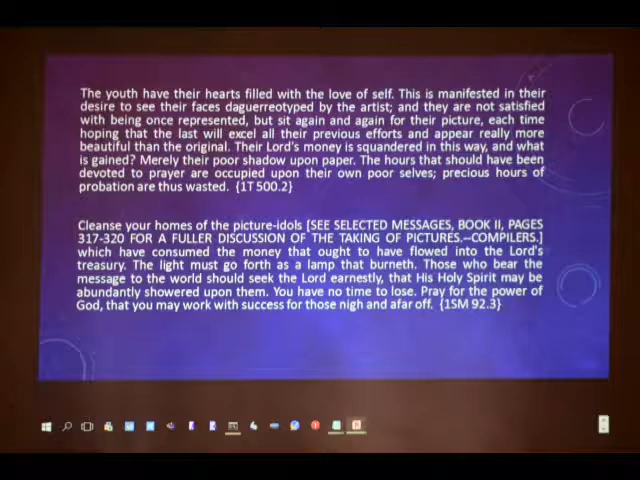 The youth have their hearts filled with the love of self. This is manifested in their
desire to see their faces daguerreotyped by the artist; and they are not satisfied
with being once represented, but sit again and again for their picture, each time
hoping that the last will excel all their previous efforts and appear really more
beautiful than the original. Their Lord's money is squandered in this way, and what
is gained? Merely their poor shadow upon paper. The hours that should have been
devoted to prayer are occupied upon their own poor selves; precious hours of
probation are thus wasted. {1T 500.2}
Cleanse your homes of the picture-idols [SEE SELECTED MESSAGES, BOOK II, PAGES
317-320 FOR A FULLER DISCUSSION OF THE TAKING OF PICTURES.--COMPILERS.]
which have consumed the money that ought to have flowed into the Lord's
treasury. The light must go forth as a lamp that burneth. Those who bear the
message to the world should seek the Lord earnestly, that His Holy Spirit may be
abundantly showered upon them. You have no time to lose. Pray for the power of
God, that you may work with success for those nigh and afar off. {1SM 92.3}